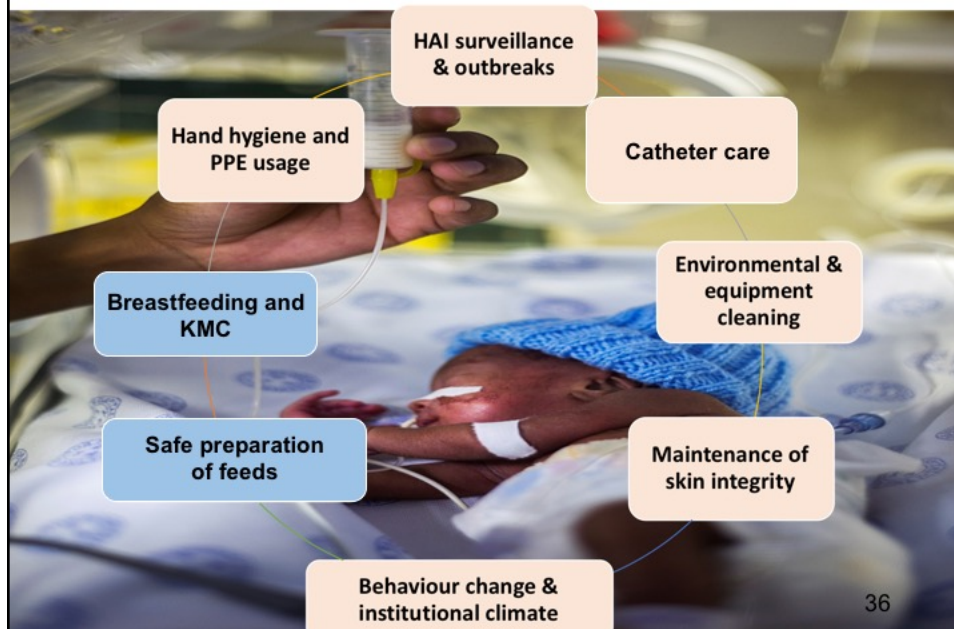 HAI surveillance
& outbreaks
Hand hygiene and
PPE usage
Catheter care
Breastfeeding and
KMC
Environmental &
equipment
cleaning
Safe preparation
of feeds
Maintenance of
skin integrity
Behaviour change &
institutional climate
36